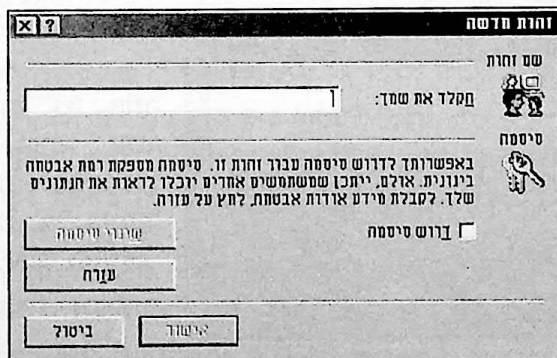 זהות חדשה
שם זהות
הקלד את שמך:
סיסמה
באפשרותך לדרוש סיסמה עבור זהות זו. סיסמה מספקת רמת אבטחה
בינונית. אולם, ייתכן שמשתמשים אחרים יוכלו לראות את הנתונים
שלך. לקבלת מידע אודות אבטחה, לחץ על עזרה.
דרוש סיסמה
שינוי סיסמה
עזרה
אישור
ביטול